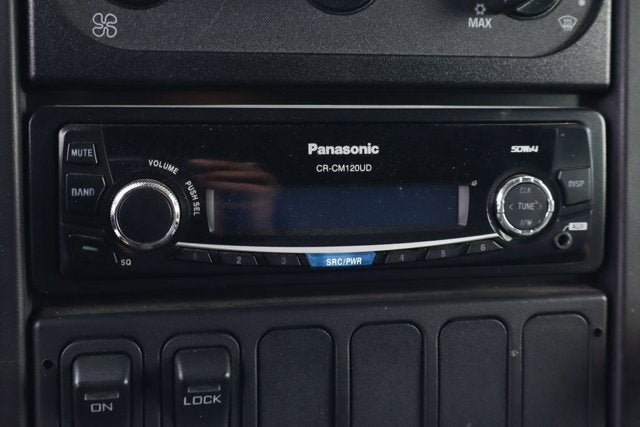 MAX
Panasonic
CR-CM120UD
50Wx4
MUTE
VOLUME
PUSH SEL
BAND
DISP
CLK
< TUNE >
APM
AUX
SQ
1
2
3
SRC/PWR
4
5
6
ON
LOCK